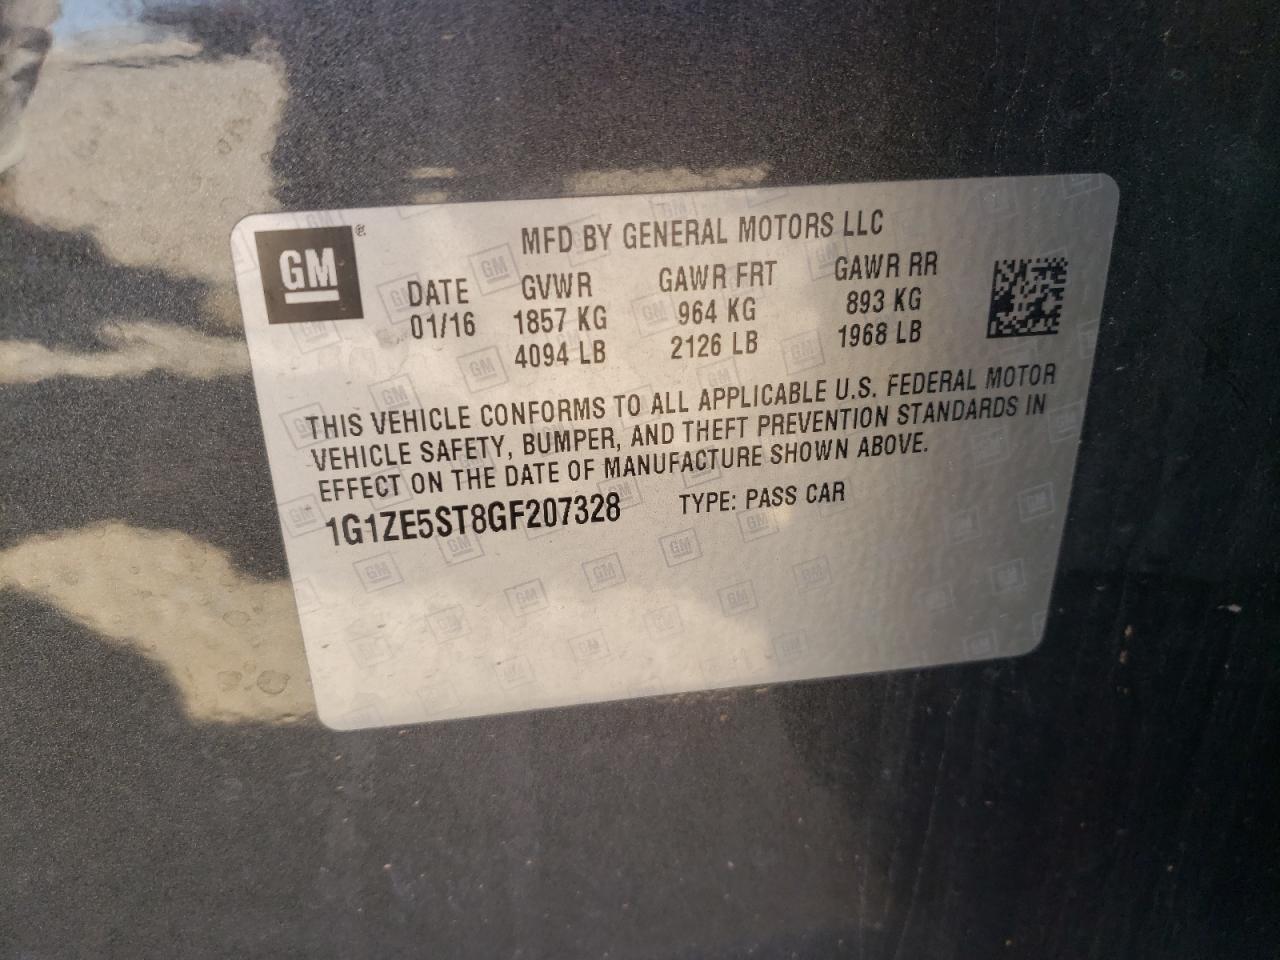 GM®
MFD BY GENERAL MOTORS LLC
DATE GVWR GAWR FRT GAWR RR
01/16 1857 KG 964 KG 893 KG
4094 LB 2126 LB 1968 LB
THIS VEHICLE CONFORMS TO ALL APPLICABLE U.S. FEDERAL MOTOR
VEHICLE SAFETY, BUMPER, AND THEFT PREVENTION STANDARDS IN
EFFECT ON THE DATE OF MANUFACTURE SHOWN ABOVE.
1G1ZE5ST8GF207328 TYPE: PASS CAR